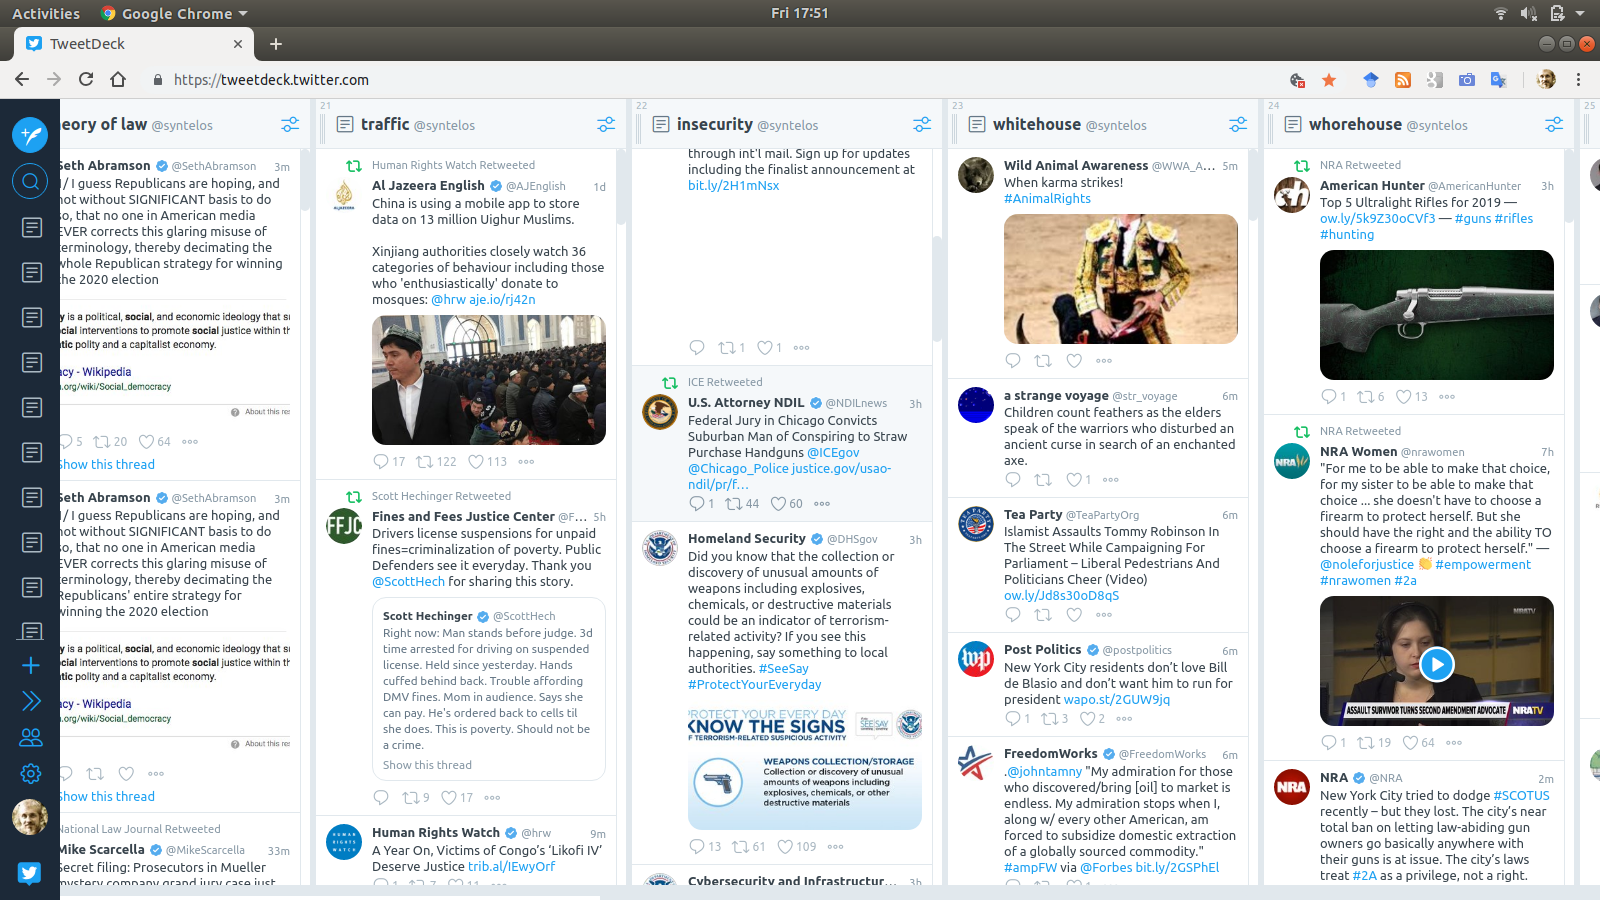 Activities
Google Chrome
Fri 17:51
TweetDeck
https://tweetdeck.twitter.com
eory of law @syntelos
Seth Abramson @SethAbramson 3m
/ I guess Republicans are hoping, and
not without SIGNIFICANT basis to do
so, that no one in American media
EVER corrects this glaring misuse of
terminology, thereby decimating the
whole Republican strategy for winning
the 2020 election
y is a political, social, and economic ideology that su
cial interventions to promote social justice within th
tic polity and a capitalist economy.
acy - Wikipedia
.org/wiki/Social_democracy
About this res
5 20 64
Show this thread
Seth Abramson @SethAbramson 3m
/ I guess Republicans are hoping, and
not without SIGNIFICANT basis to do
so, that no one in American media
EVER corrects this glaring misuse of
terminology, thereby decimating the
Republicans' entire strategy for
winning the 2020 election
y is a political, social, and economic ideology that su
cial interventions to promote social justice within th
tic polity and a capitalist economy.
acy - Wikipedia
.org/wiki/Social_democracy
About this res
Show this thread
National Law Journal Retweeted
Mike Scarcella @MikeScarcella 33m
Secret filing: Prosecutors in Mueller
mystery company grand jury case just
21
traffic @syntelos
Human Rights Watch Retweeted
Al Jazeera English @AJEnglish 1d
China is using a mobile app to store
data on 13 million Uighur Muslims.
Xinjiang authorities closely watch 36
categories of behaviour including those
who 'enthusiastically' donate to
mosques: @hrw aje.io/rj42n
ALJAZEERA
17 122 113
Scott Hechinger Retweeted
FFJC
Fines and Fees Justice Center @F... 5h
Drivers license suspensions for unpaid
fines=criminalization of poverty. Public
Defenders see it everyday. Thank you
@ScottHech for sharing this story.
Scott Hechinger @ScottHech
Right now: Man stands before judge. 3d
time arrested for driving on suspended
license. Held since yesterday. Hands
cuffed behind back. Trouble affording
DMV fines. Mom in audience. Says she
can pay. He's ordered back to cells til
she does. This is poverty. Should not be
a crime.
Show this thread
9 17
HUMAN RIGHTS WATCH
Human Rights Watch @hrw 9m
A Year On, Victims of Congo's 'Likofi IV'
Deserve Justice trib.al/IEwyOrf
1 7 11
22
insecurity @syntelos
through int'l mail. Sign up for updates
including the finalist announcement at
bit.ly/2H1mNsx
1 1
ICE Retweeted
U.S. Attorney NDIL @NDILnews 3h
Federal Jury in Chicago Convicts
Suburban Man of Conspiring to Straw
Purchase Handguns @ICEgov
@Chicago_Police justice.gov/usao-
ndil/pr/f...
1 44 60
Homeland Security @DHSgov 3h
Did you know that the collection or
discovery of unusual amounts of
weapons including explosives,
chemicals, or destructive materials
could be an indicator of terrorism-
related activity? If you see this
happening, say something to local
authorities. #SeeSay
#ProtectYourEveryday
PROTECT YOUR EVERY DAY
KNOW THE SIGNS
F TERRORISM-RELATED SUSPICIOUS ACTIVITY
SEE SAY
WEAPONS COLLECTION/STORAGE
Collection or discovery of unusual
amounts of weapons including
explosives, chemicals, or other
destructive materials
13 61 109
Cybersecurity and Infrastructur... 3h
23
whitehouse @syntelos
Wild Animal Awareness @WWA_A... 5m
When karma strikes!
#AnimalRights
a strange voyage @str_voyage 6m
Children count feathers as the elders
speak of the warriors who disturbed an
ancient curse in search of an enchanted
axe.
1
TEA PARTY
Tea Party @TeaPartyOrg 6m
Islamist Assaults Tommy Robinson In
The Street While Campaigning For
Parliament – Liberal Pedestrians And
Politicians Cheer (Video)
ow.ly/Jd8s30oD8qS
wp
Post Politics @postpolitics 6m
New York City residents don't love Bill
de Blasio and don't want him to run for
president wapo.st/2GUW9jq
1 3 2
FreedomWorks @FreedomWorks 6m
.@johntamny "My admiration for those
who discovered/bring [oil] to market is
endless. My admiration stops when I,
along w/ every other American, am
forced to subsidize domestic extraction
of a globally sourced commodity."
#ampFW via @Forbes bit.ly/2GSPhEl
1
24
whorehouse @syntelos
NRA Retweeted
American Hunter @AmericanHunter 3h
Top 5 Ultralight Rifles for 2019 —
ow.ly/5k9Z30oCVf3 — #guns #rifles
#hunting
1 6 13
NRA Retweeted
NRA
NRA Women @nrawomen 7h
"For me to be able to make that choice,
for my sister to be able to make that
choice ... she doesn't have to choose a
firearm to protect herself. But she
should have the right and the ability TO
choose a firearm to protect herself." —
@noleforjustice 👏 #empowerment
#nrawomen #2a
NRATV
ASSAULT SURVIVOR TURNS SECOND AMENDMENT ADVOCATE NRATV
1 19 64
NRA
NRA @NRA 2m
New York City tried to dodge #SCOTUS
recently – but they lost. The city's near
total ban on letting law-abiding gun
owners go basically anywhere with
their guns is at issue. The city's laws
treat #2A as a privilege, not a right.
25